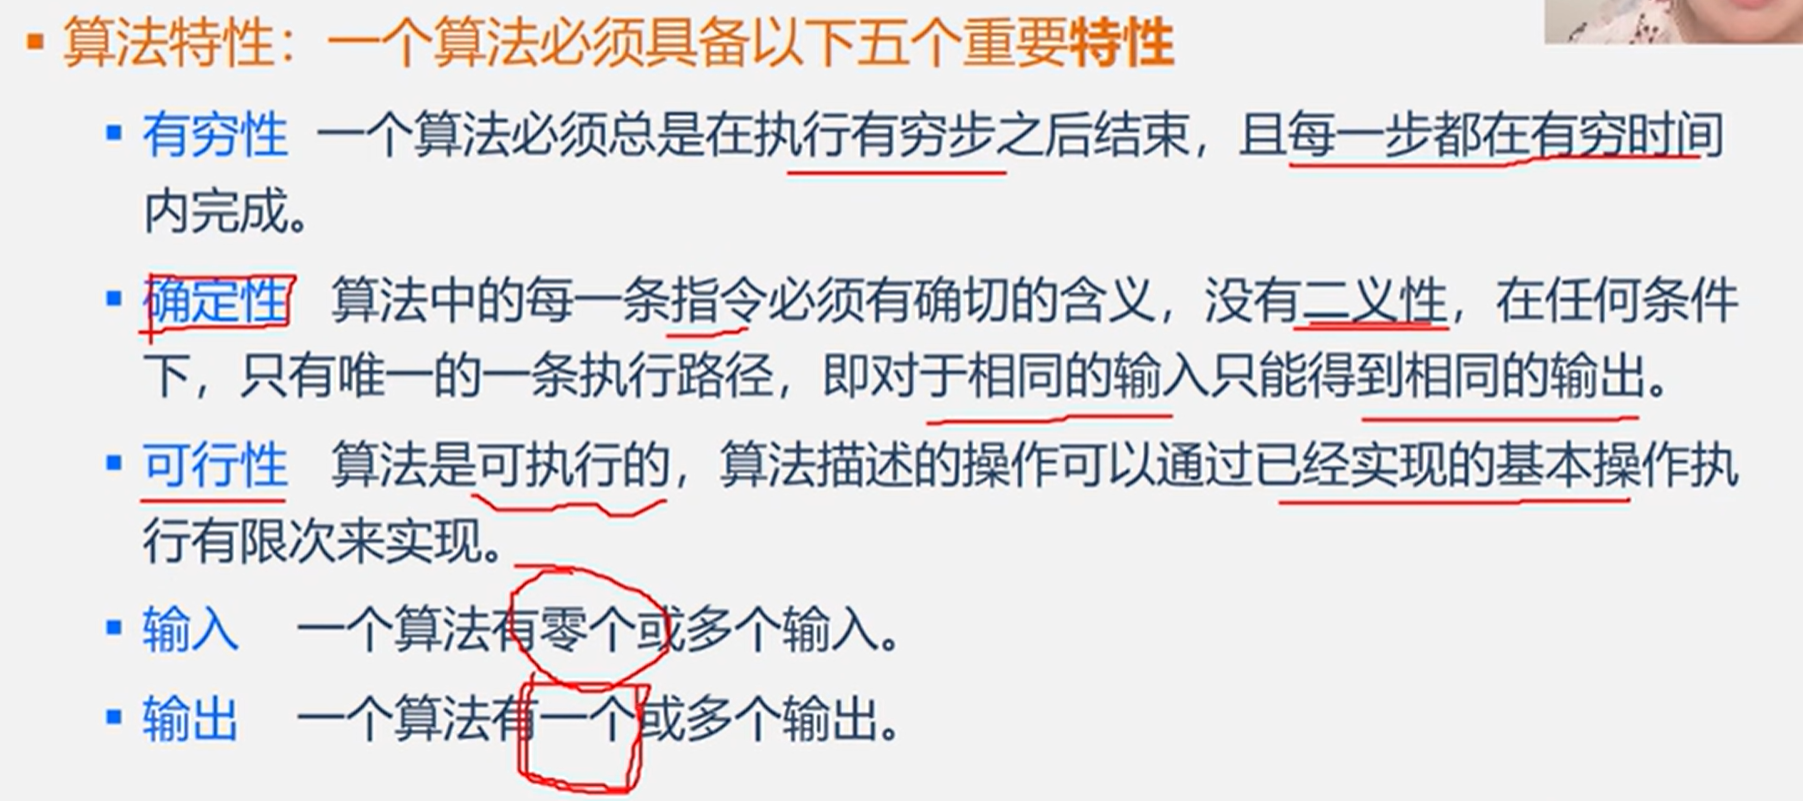 算法特性：一个算法必须具备以下五个重要特性
有穷性 一个算法必须总是在执行有穷步之后结束，且每一步都在有穷时间
内完成。
确定性 算法中的每一条指令必须有确切的含义，没有二义性，在任何条件
下，只有唯一的一条执行路径，即对于相同的输入只能得到相同的输出。
可行性 算法是可执行的，算法描述的操作可以通过已经实现的基本操作执
行有限次来实现。
输入 一个算法有零个或多个输入。
输出 一个算法有一个或多个输出。